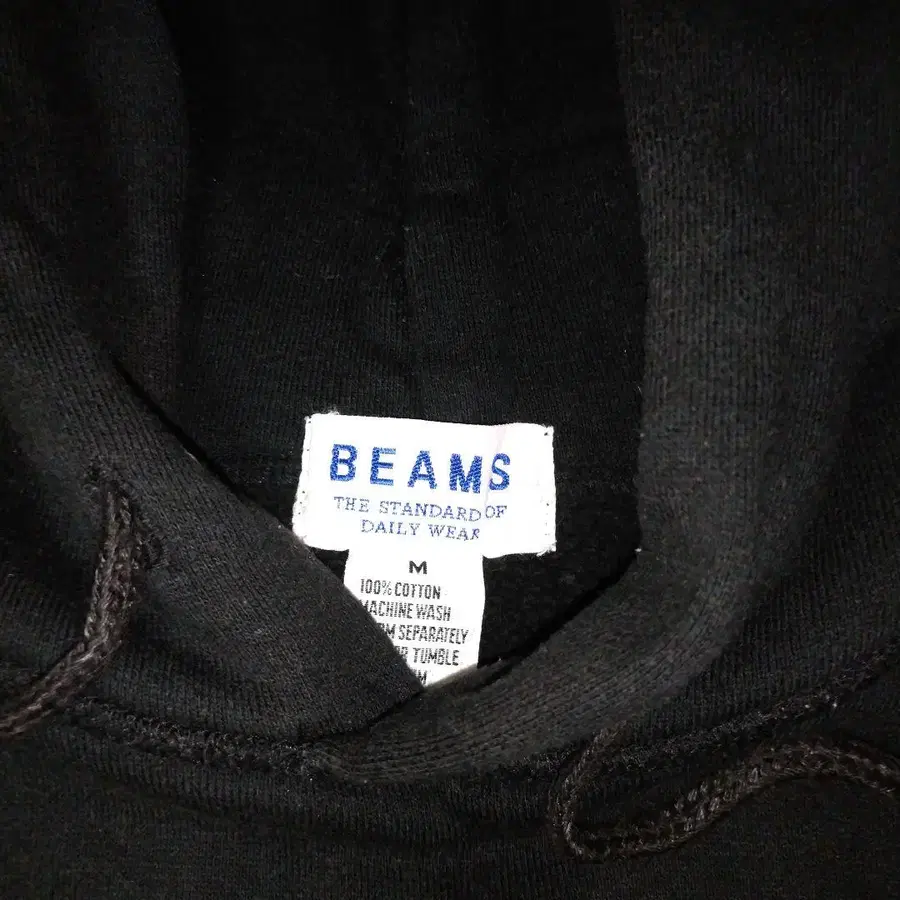 BEAMS
THE STANDARD OF
DAILY WEAR
M
100% COTTON
MACHINE WASH
SEPARATELY
TUMBLE